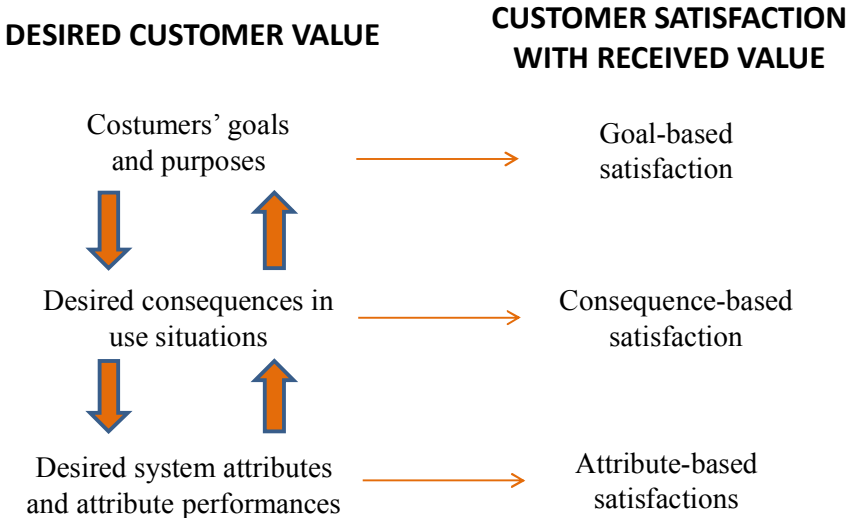 DESIRED CUSTOMER VALUE
CUSTOMER SATISFACTION
WITH RECEIVED VALUE
Costumers’ goals
and purposes
Goal-based
satisfaction
Desired consequences in
use situations
Consequence-based
satisfaction
Desired system attributes
and attribute performances
Attribute-based
satisfactions